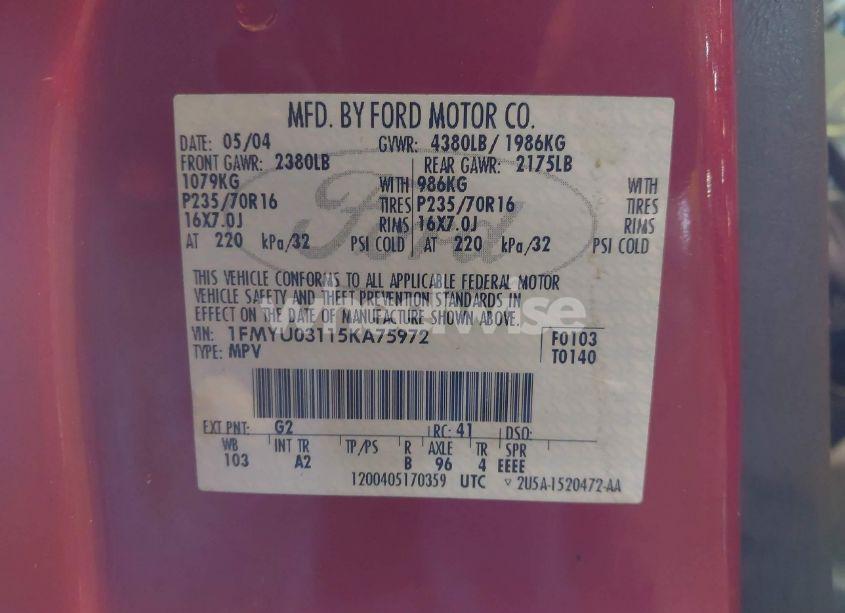 MFD. BY FORD MOTOR CO.
DATE: 05/04 GVWR: 4380LB/ 1986KG
FRONT GAWR: 2380LB REAR GAWR: 2175LB
1079KG WITH 986KG WITH
P235/70R16 TIRES P235/70R16 TIRES
16X7.0J RIMS 16X7.0J RIMS
AT 220 kPa/32 PSI COLD AT 220 kPa/32 PSI COLD
Ford
THIS VEHICLE CONFORMS TO ALL APPLICABLE FEDERAL MOTOR
VEHICLE SAFETY AND THEFT PREVENTION STANDARDS IN
EFFECT ON THE DATE OF MANUFACTURE SHOWN ABOVE.
VIN: 1FMYU03115KA75972 F0103
TYPE: MPV T0140
EXT PNT: G2 RC: 41 DSO:
WB INT TR TP/PS R AXLE TR SPR
103 A2 B 96 4 EEEE
1200405170359 UTC 2U5A-1520472-AA